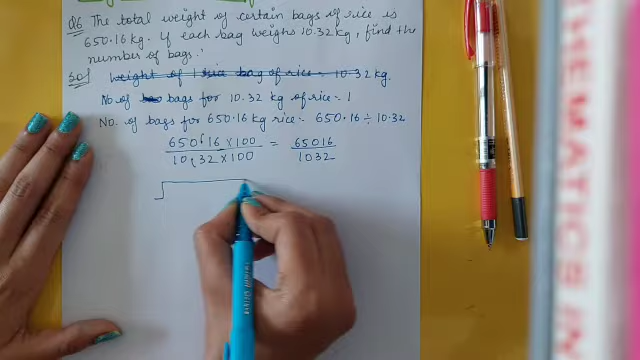 Q6 The total weight of certain bags of rice is
650.16 kg. If each bag weighs 10.32 kg, find the
number of bags.
Sol Weight of 1 rice bag of rice = 10.32 kg.
No of bags for 10.32 kg of rice = 1
No. of bags for 650.16 kg rice = 650.16 ÷ 10.32
650.16 × 100 = 65016
10.32 × 100 1032
THEMATICS IN